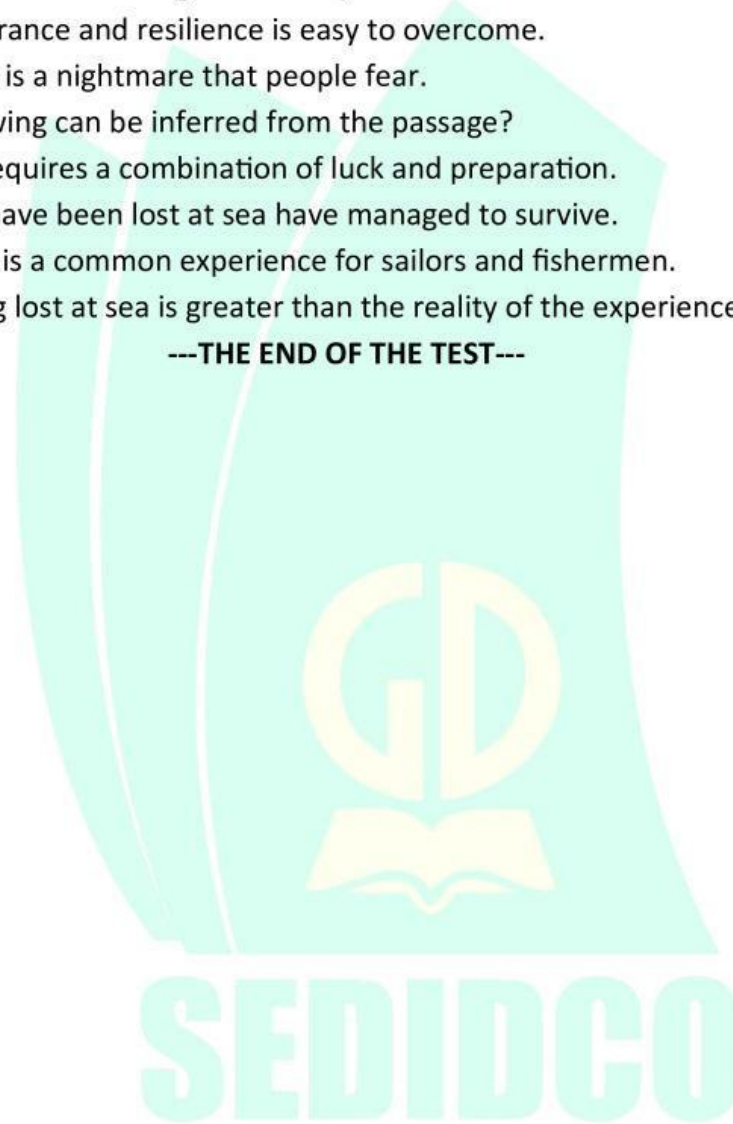 rance and resilience is easy to overcome.
is a nightmare that people fear.
wing can be inferred from the passage?
equires a combination of luck and preparation.
ave been lost at sea have managed to survive.
is a common experience for sailors and fishermen.
g lost at sea is greater than the reality of the experience
---THE END OF THE TEST---
GD
SEDIDCO